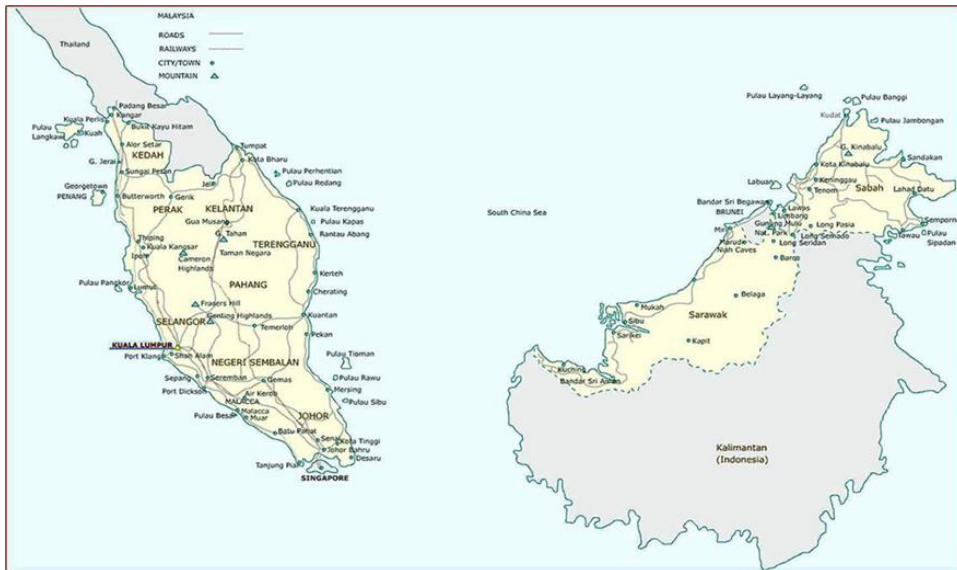 MALAYSIA
ROADS
RAILWAYS
CITY/TOWN
MOUNTAIN
Thailand
Padang Besar
Kangar
Kuala Perlis
Bukit Kayu Hitam
Pulau
Langkawi
Kuah
Alor Setar
KEDAH
G. Jerai
Sungai Petani
Georgetown
PENANG
Butterworth
Gerik
Jeli
Tumpat
Kota Bharu
Pulau Perhentian
Pulau Redang
PERAK
KELANTAN
Gua Musang
G. Tahan
Taman Negara
Kuala Terengganu
Pulau Kapas
Rantau Abang
TERENGGANU
Kuala Kangsar
Ipoh
Cameron
Highlands
Pulau Pangkor
Lumut
PAHANG
Kerteh
Cherating
Frasers Hill
Genting Highlands
SELANGOR
Temerloh
Kuantan
Pekan
KUALA LUMPUR
Port Klang
Shah Alam
NEGERI SEMBALAN
Sepang
Seremban
Gemas
Port Dickson
Air Keroh
MALACCA
Malacca
Muar
Pulau Besar
Batu Pahat
Pulau Tioman
Pulau Rawu
Mersing
Pulau Sibu
JOHOR
Senai
Kota Tinggi
Johor Bahru
Desaru
Tanjung Piai
SINGAPORE
South China Sea
Pulau Layang-Layang
Pulau Banggi
Kudat
Pulau Jambongan
G. Kinabalu
Kota Kinabalu
Sandakan
Keninggau
Tenom
Sabah
Lahad Datu
Labuan
Bandar Sri Begawan
BRUNEI
Lawas
Limbang
Gunung Mulu
Nat. Park
Long Pasia
Semporna
Tawau
Pulau
Sipadan
Miri
Marudi
Niah Caves
Long Semado
Long Seridan
Bareo
Belaga
Mukah
Sibu
Sarikei
Sarawak
Kapit
Kuching
Bandar Sri Aman
Kalimantan
(Indonesia)